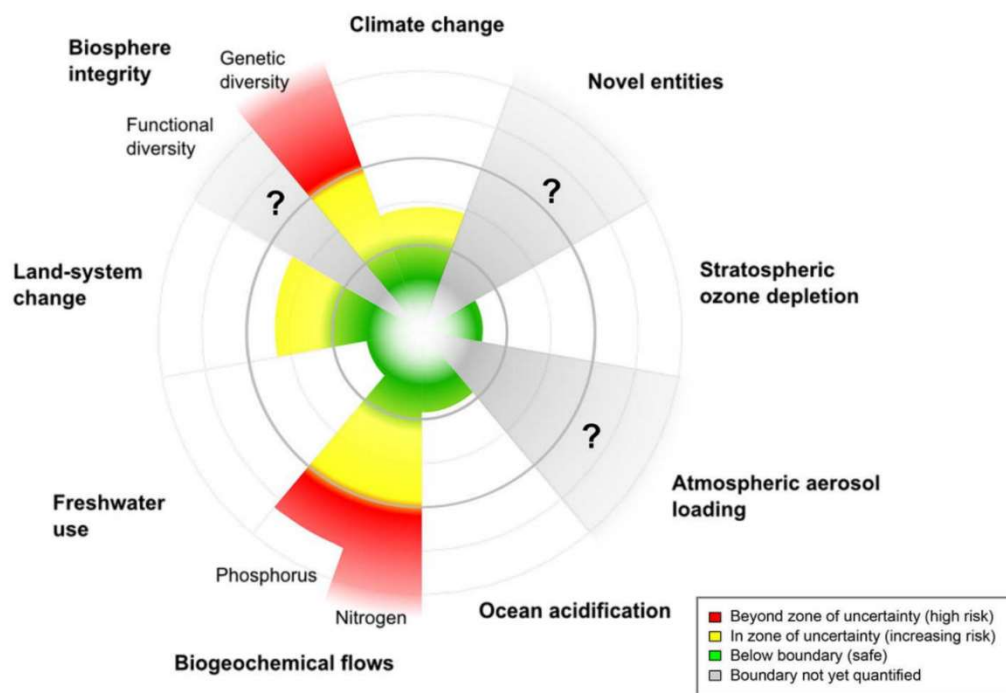 Climate change
Biosphere
integrity
Genetic
diversity
Novel entities
Functional
diversity
?
?
Land-system
change
Stratospheric
ozone depletion
?
Freshwater
use
Atmospheric aerosol
loading
Phosphorus
Nitrogen
Ocean acidification
Biogeochemical flows
Beyond zone of uncertainty (high risk)
In zone of uncertainty (increasing risk)
Below boundary (safe)
Boundary not yet quantified